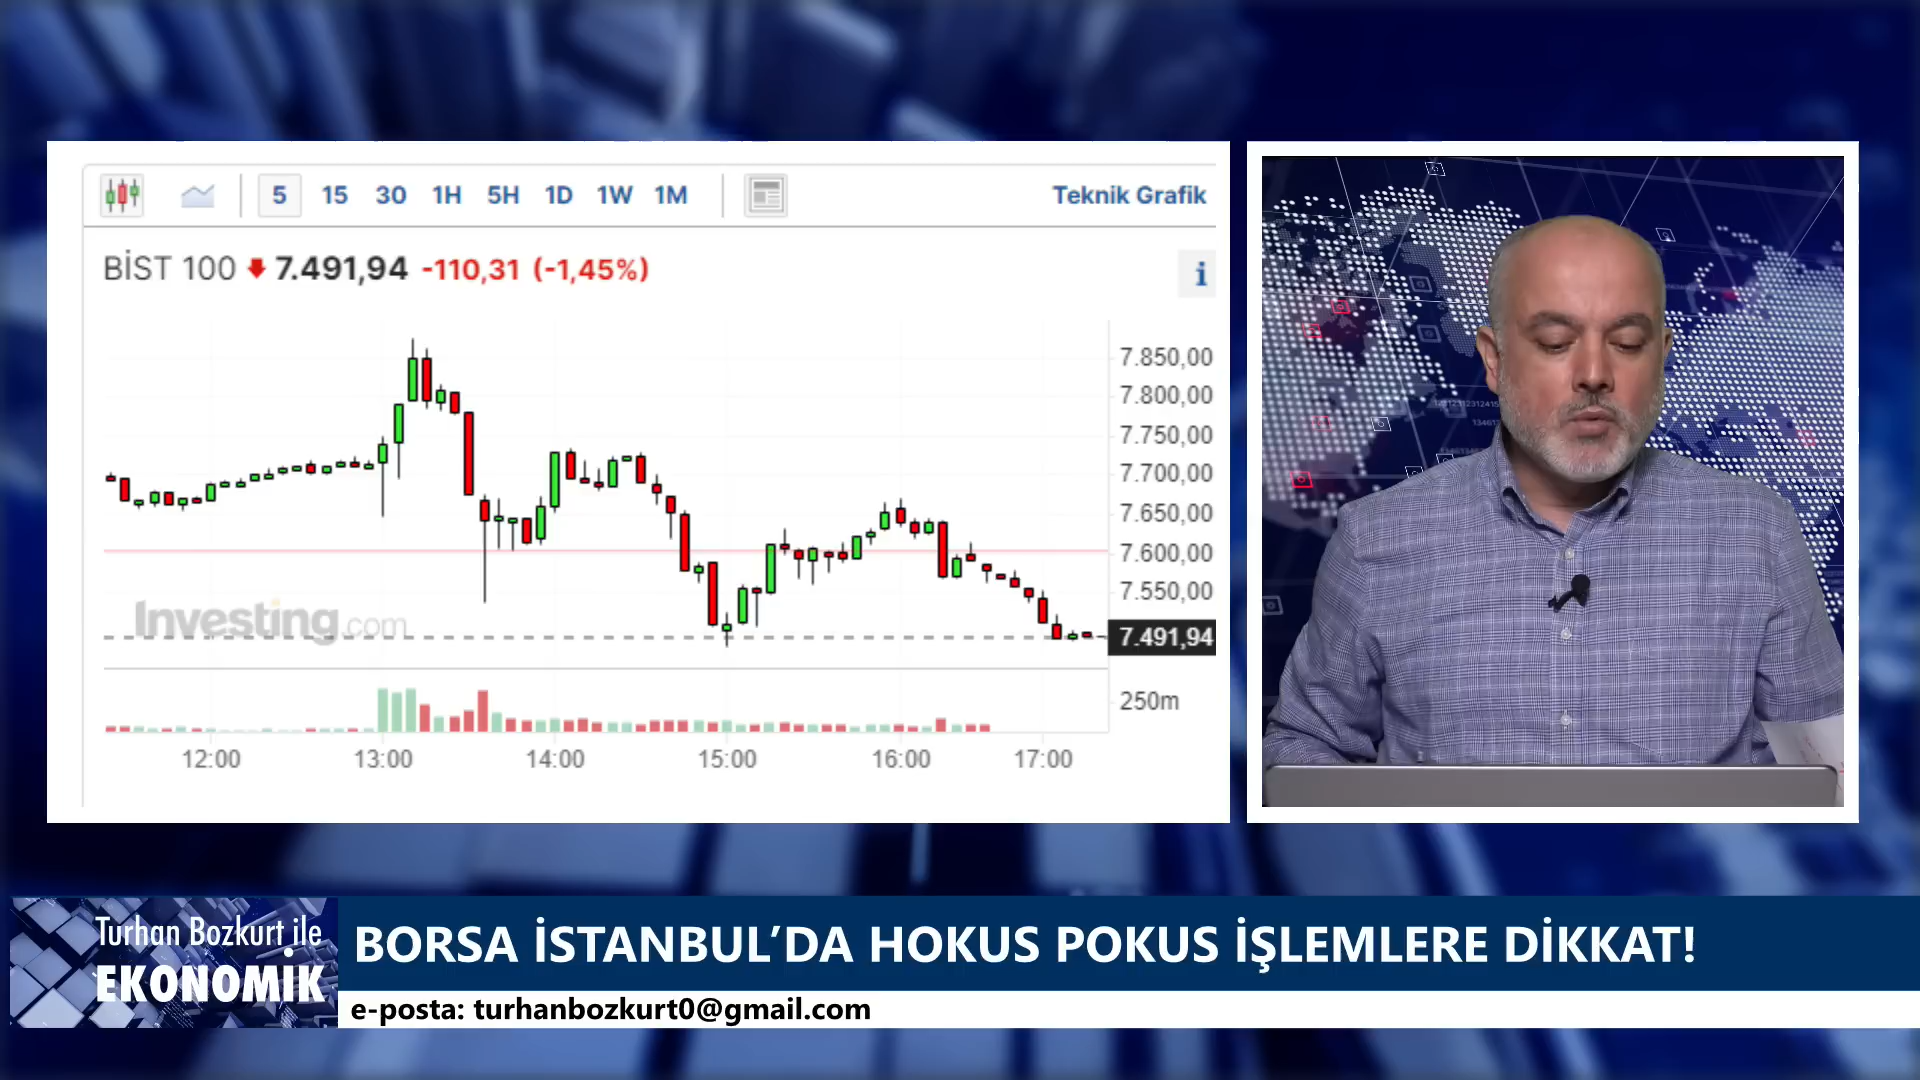 5 15 30 1H 5H 1D 1W 1M Teknik Grafik
BİST 100 7.491,94 -110,31 (-1,45%)
i
7.850,00
7.800,00
7.750,00
7.700,00
7.650,00
7.600,00
7.550,00
7.491,94
Investing.com
250m
12:00 13:00 14:00 15:00 16:00 17:00
Turhan Bozkurt ile
EKONOMİK
BORSA İSTANBUL’DA HOKUS POKUS İŞLEMLERE DİKKAT!
e-posta: turhanbozkurt0@gmail.com